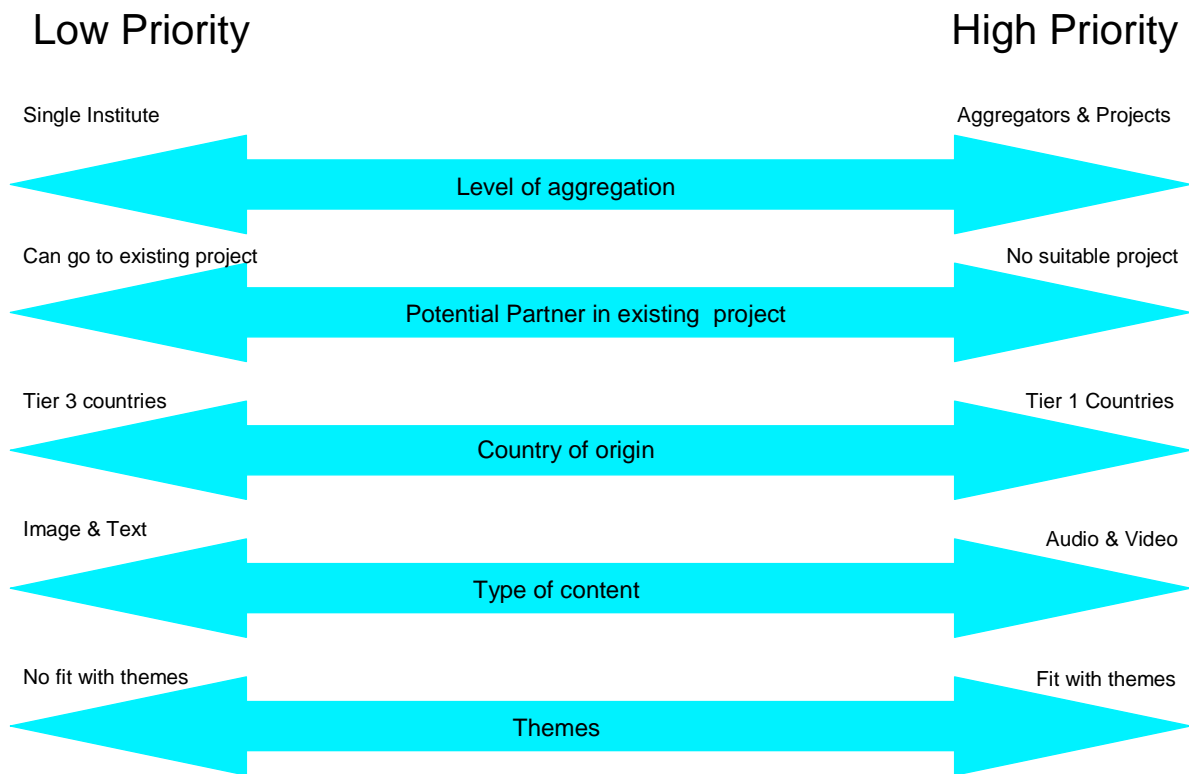 Low Priority
High Priority
Single Institute
Aggregators & Projects
Level of aggregation
Can go to existing project
No suitable project
Potential Partner in existing  project
Tier 3 countries
Tier 1 Countries
Country of origin
Image & Text
Audio & Video
Type of content
No fit with themes
Fit with themes
Themes